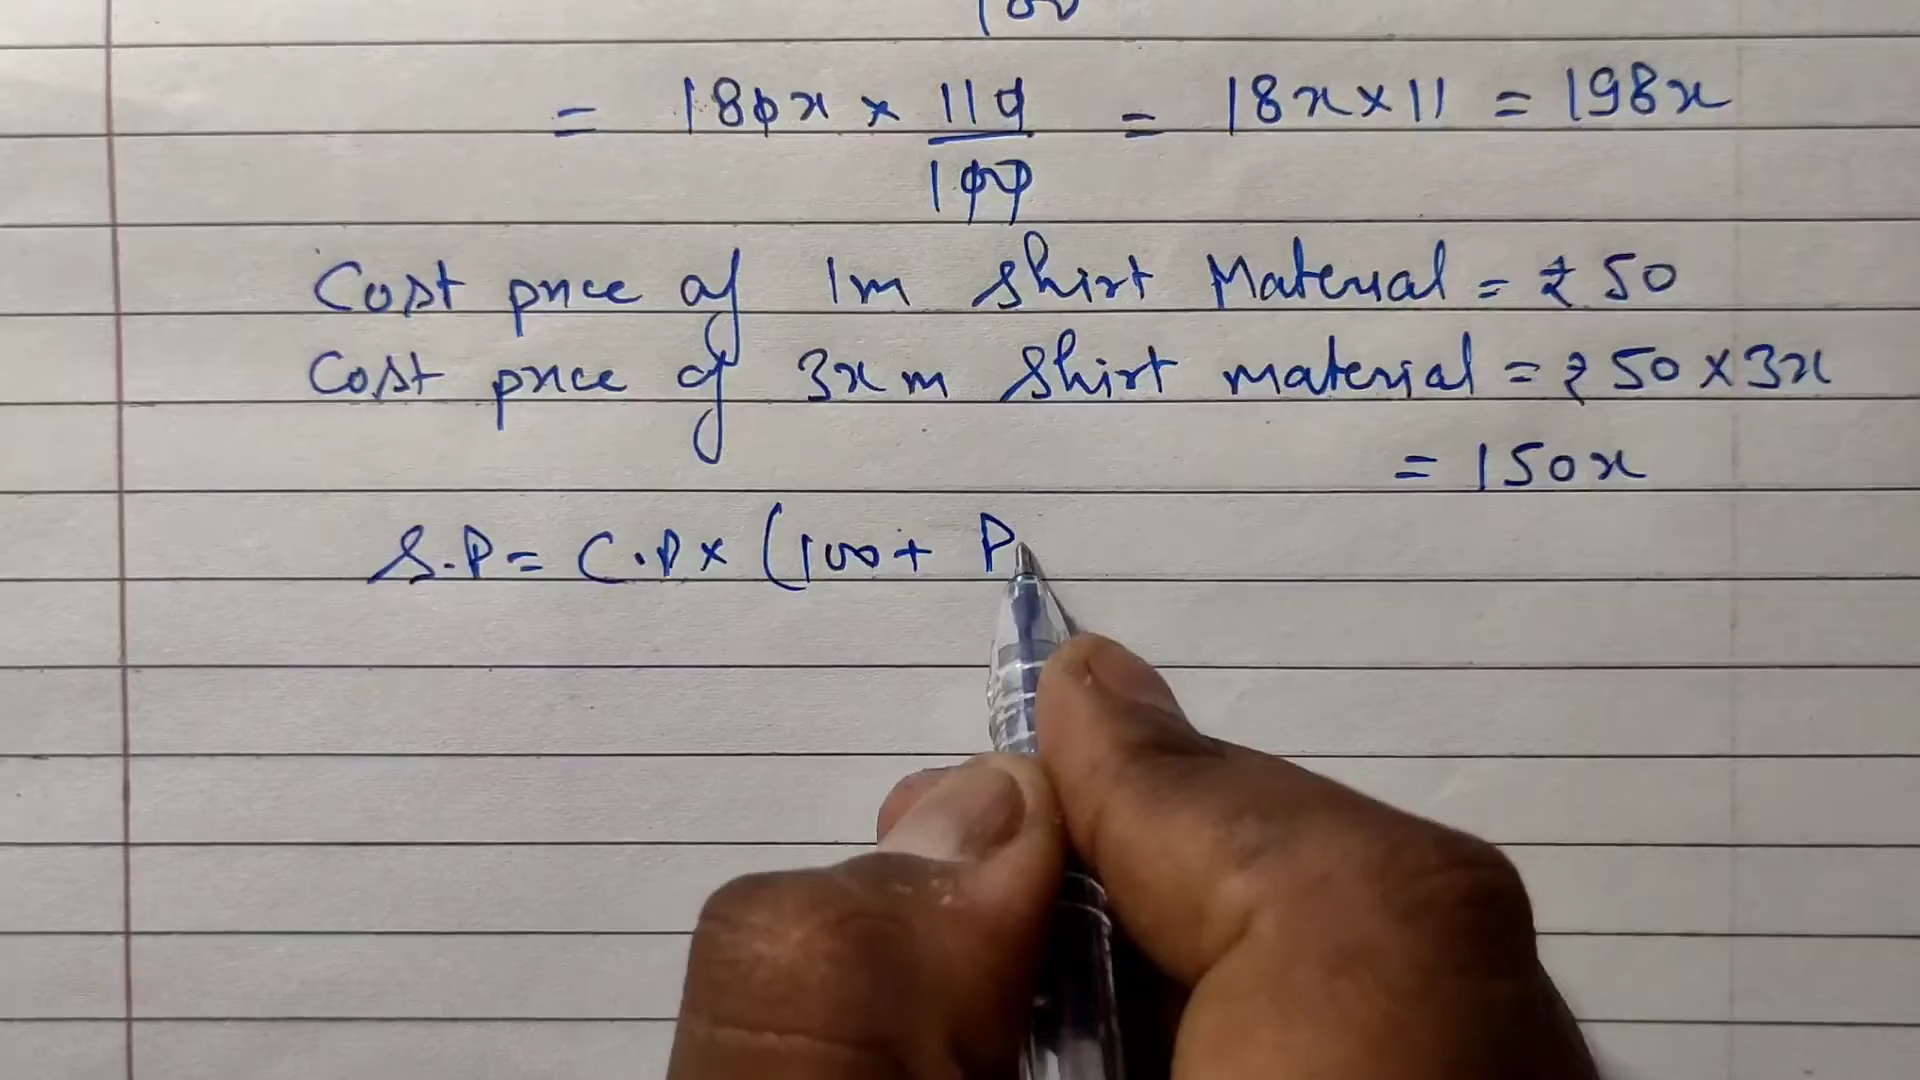 100
= 180x × 110 = 18x × 11 = 198x
100
Cost price of 1m Shirt Material = ₹ 50
Cost price of 3x m Shirt material = ₹ 50 × 3x
= 150x
S.P = C.P × (100 + P